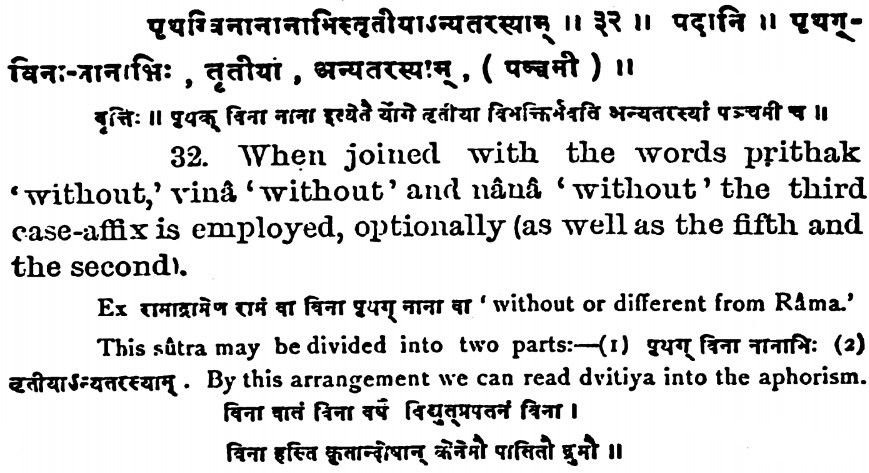 पृथग्विनानानाभिस्तृतीयाऽन्यतरस्याम् ॥ ३२ ॥ पदानि ॥ पृथग्-
विना-नानाभिः , तृतीया , अन्यतरस्याम् , ( पञ्चमी ) ॥
वृत्तिः ॥ पृथक् विना नाना इत्येतै र्योगे तृतीया विभक्तिर्भवति अन्यतरस्यां पञ्चमी च ॥
32. When joined with the words pṛithak
‘without,’ vinâ ‘without’ and nânâ ‘without’ the third
case-affix is employed, optionally (as well as the fifth and
the second).
Ex रामाद्रामेण रामं वा विना पृथग् नाना वा ‘without or different from Râma.’
This sûtra may be divided into two parts:—(1) पृथग् विना नानाभिः (2)
तृतीयाऽन्यतरस्याम् . By this arrangement we can read dvitiya into the aphorism.
विना वातं विना वर्षं विद्युत्प्रपतनं विना ।
विना हस्ति कृतान्दोषान् केनेमौ पातितौ द्रुमौ ॥